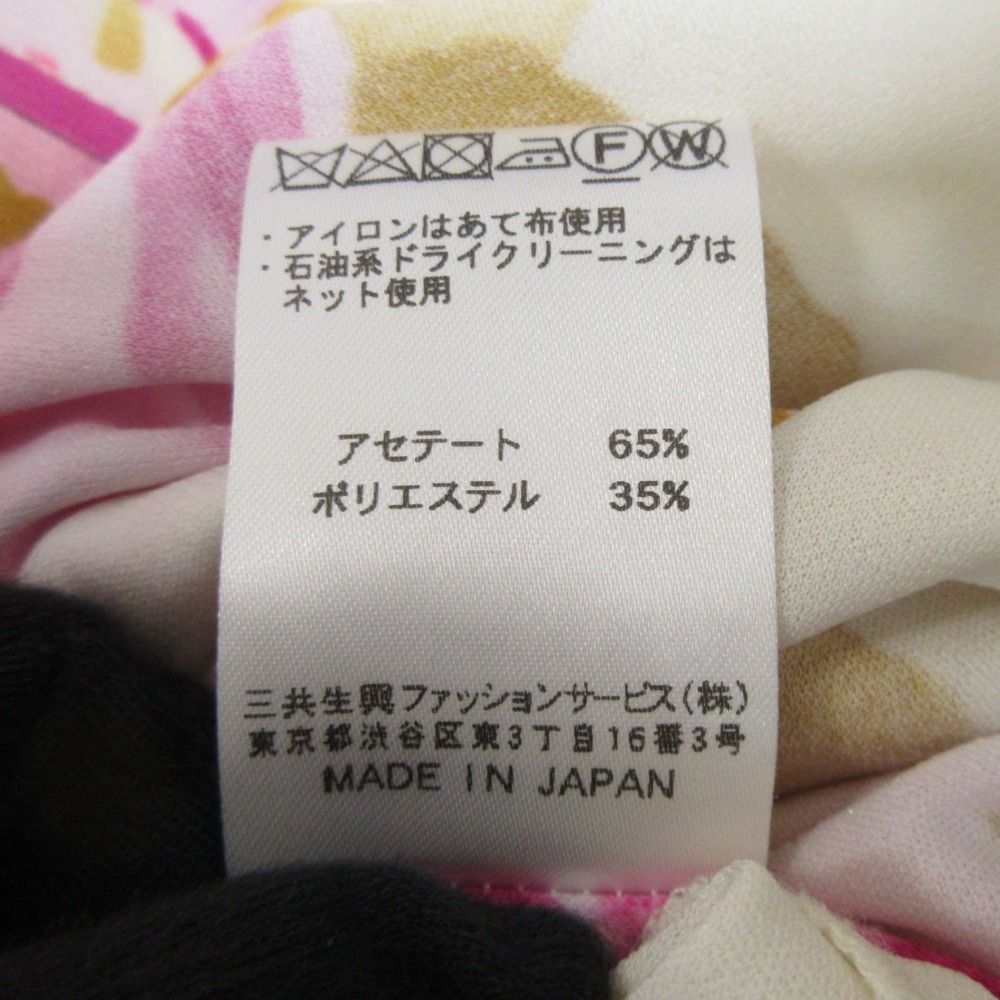 F W
・アイロンはあて布使用
・石油系ドライクリーニングは
ネット使用
アセテート 65%
ポリエステル 35%
三共生興ファッションサービス(株)
東京都渋谷区東3丁目16番3号
MADE IN JAPAN